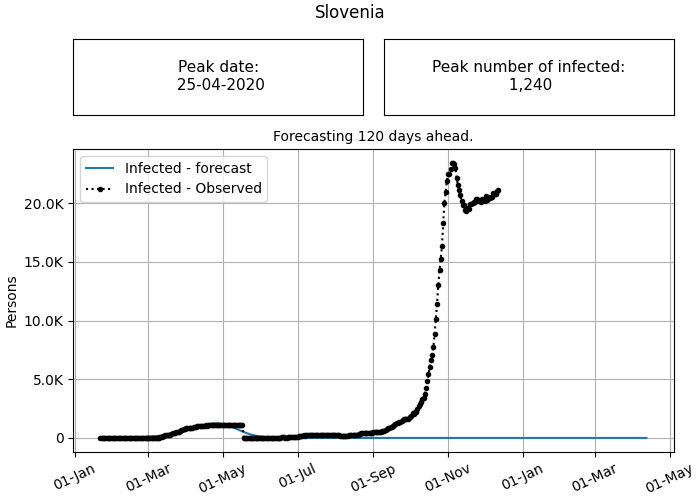 Slovenia
Peak date:
25-04-2020
Peak number of infected:
1,240
Forecasting 120 days ahead.
Infected - forecast
Infected - Observed
Persons
20.0K
15.0K
10.0K
5.0K
0
01-Jan
01-Mar
01-May
01-Jul
01-Sep
01-Nov
01-Jan
01-Mar
01-May